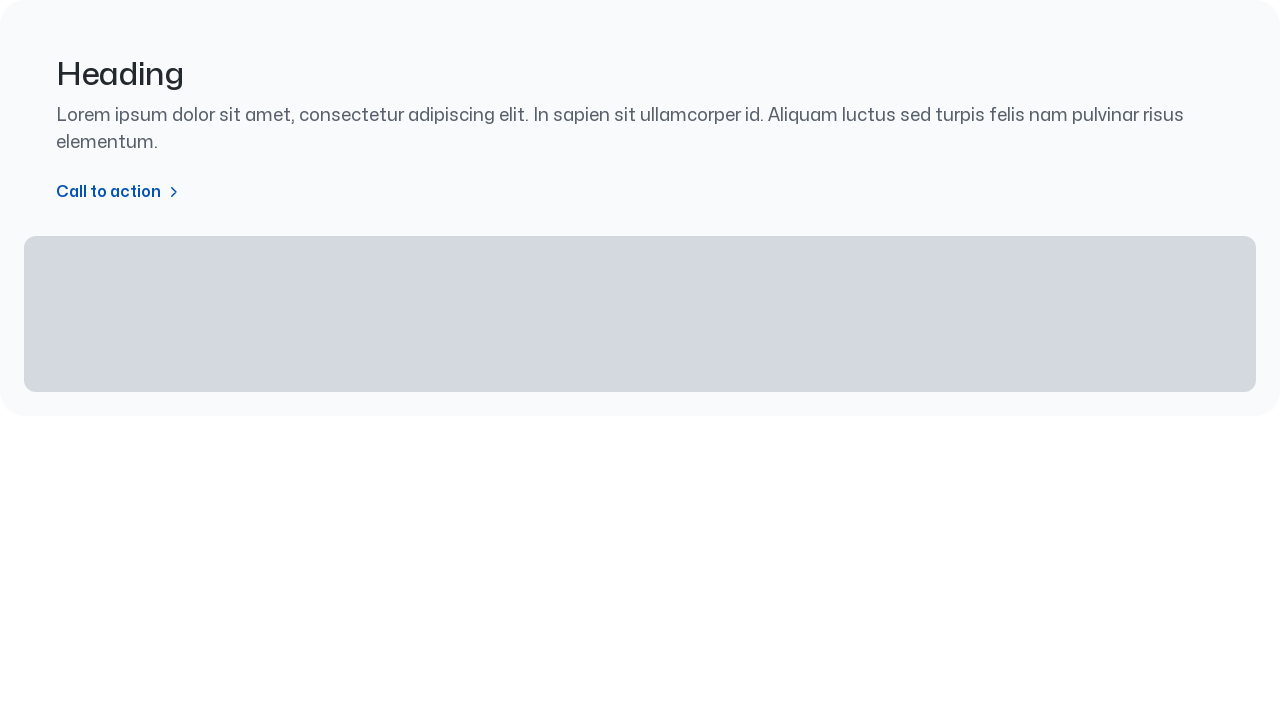 Heading
Lorem ipsum dolor sit amet, consectetur adipiscing elit. In sapien sit ullamcorper id. Aliquam luctus sed turpis felis nam pulvinar risus
elementum.
Call to action